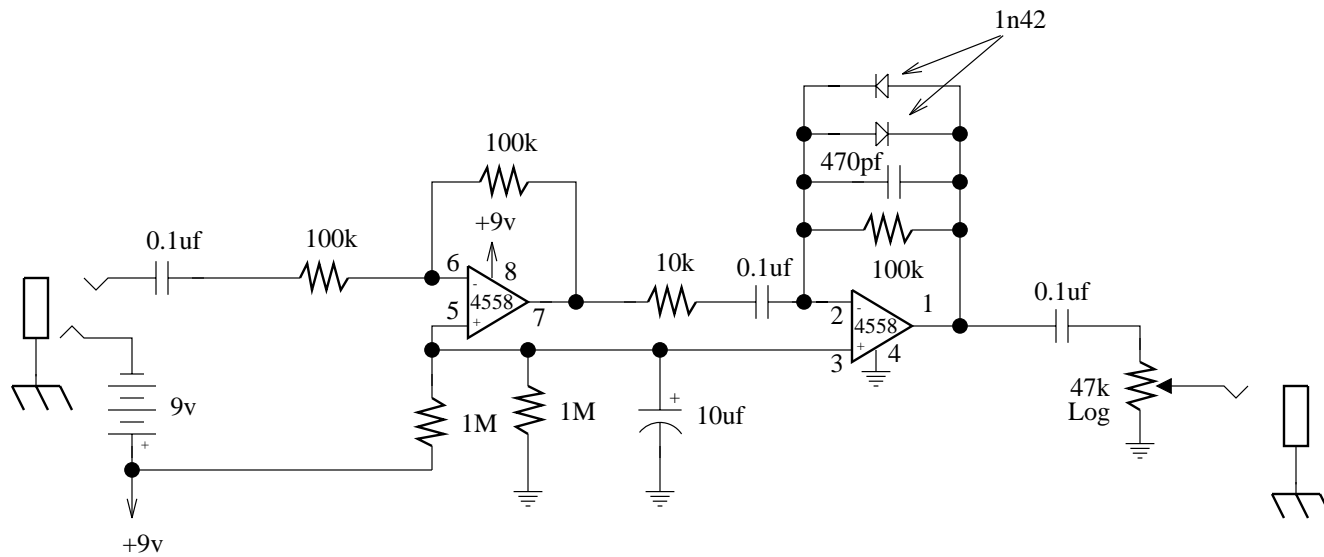 1n42
470pf
100k
+9v
0.1uf
100k
6
8
-
4558
5
+
7
10k
0.1uf
100k
2
-
1
4558
+
3
4
0.1uf
9v
+
1M
1M
+
10uf
47k
Log
+9v